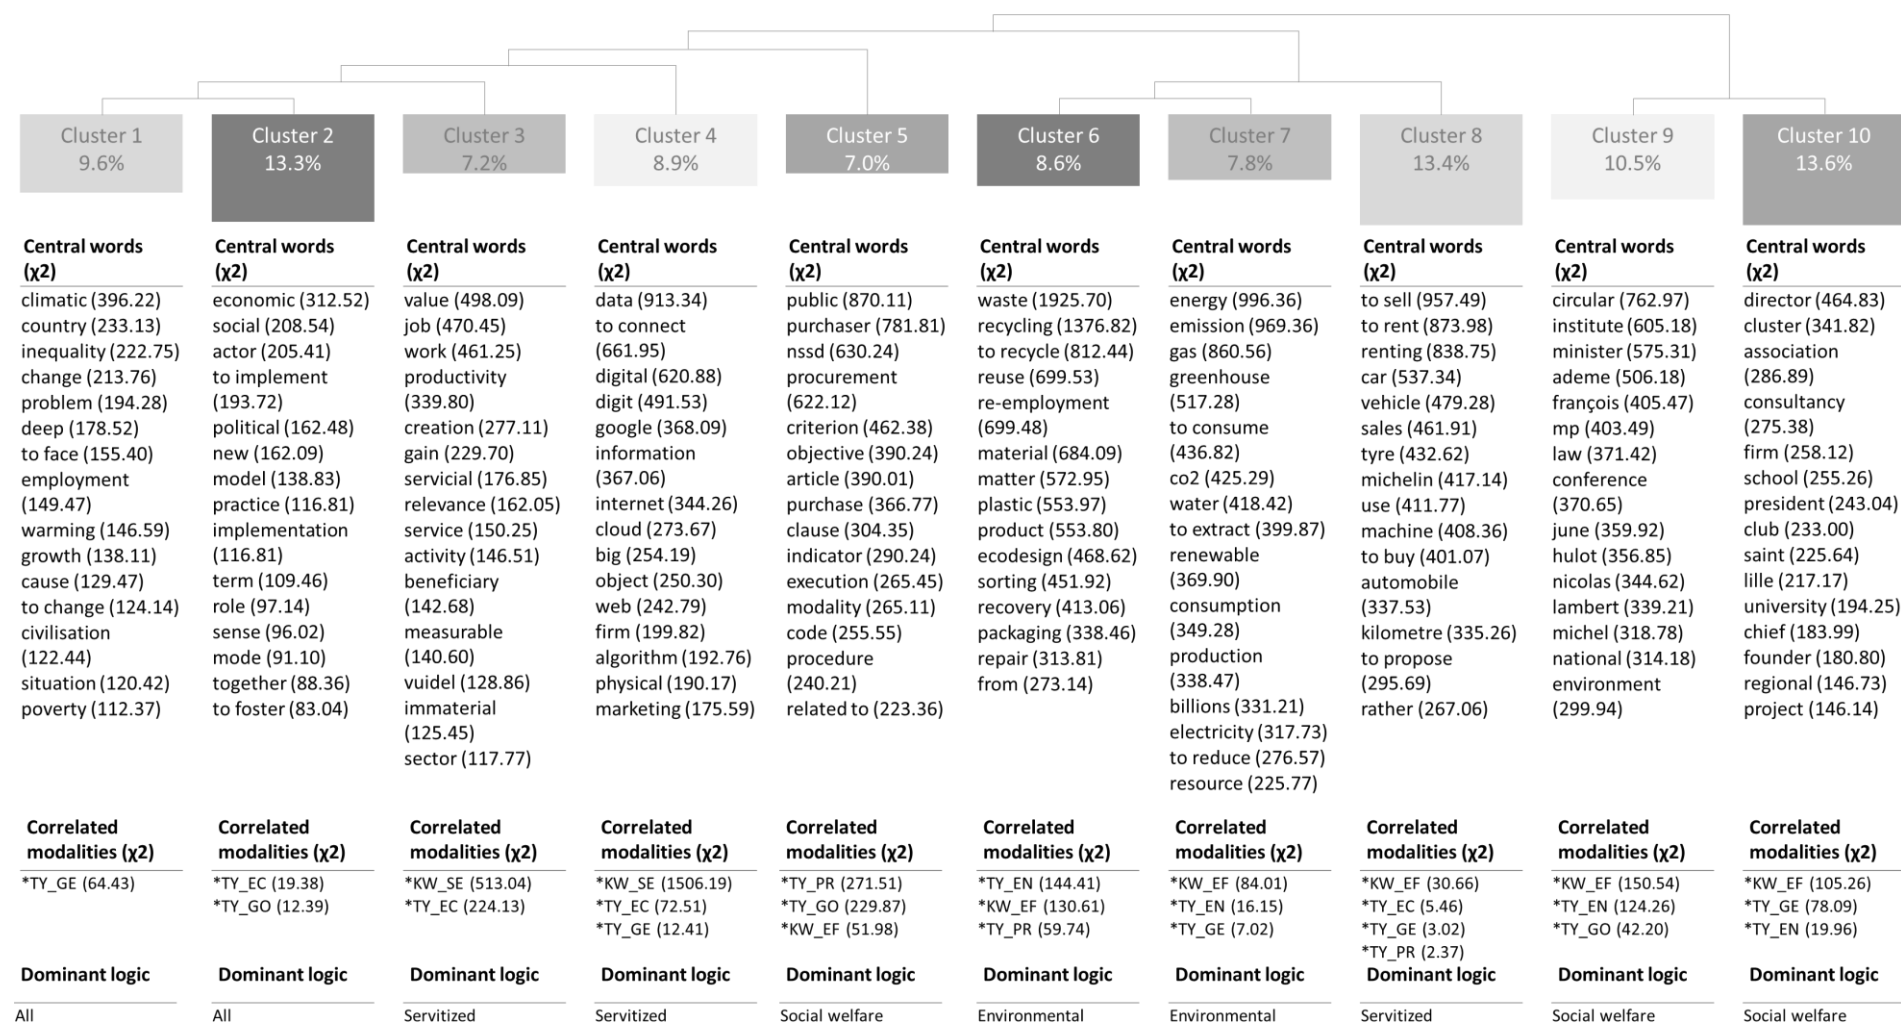 Cluster 1
9.6%
Central words
(χ2)
climatic (396.22)
country (233.13)
inequality (222.75)
change (213.76)
problem (194.28)
deep (178.52)
to face (155.40)
employment
(149.47)
warming (146.59)
growth (138.11)
cause (129.47)
to change (124.14)
civilisation
(122.44)
situation (120.42)
poverty (112.37)
Correlated
modalities (χ2)
*TY_GE (64.43)
Dominant logic
All
Cluster 2
13.3%
Central words
(χ2)
economic (312.52)
social (208.54)
actor (205.41)
to implement
(193.72)
political (162.48)
new (162.09)
model (138.83)
practice (116.81)
implementation
(116.81)
term (109.46)
role (97.14)
sense (96.02)
mode (91.10)
together (88.36)
to foster (83.04)
Correlated
modalities (χ2)
*TY_EC (19.38)
*TY_GO (12.39)
Dominant logic
All
Cluster 3
7.2%
Central words
(χ2)
value (498.09)
job (470.45)
work (461.25)
productivity
(339.80)
creation (277.11)
gain (229.70)
servicial (176.85)
relevance (162.05)
service (150.25)
activity (146.51)
beneficiary
(142.68)
measurable
(140.60)
vuidel (128.86)
immaterial
(125.45)
sector (117.77)
Correlated
modalities (χ2)
*KW_SE (513.04)
*TY_EC (224.13)
Dominant logic
Servitized
Cluster 4
8.9%
Central words
(χ2)
data (913.34)
to connect
(661.95)
digital (620.88)
digit (491.53)
google (368.09)
information
(367.06)
internet (344.26)
cloud (273.67)
big (254.19)
object (250.30)
web (242.79)
firm (199.82)
algorithm (192.76)
physical (190.17)
marketing (175.59)
Correlated
modalities (χ2)
*KW_SE (1506.19)
*TY_EC (72.51)
*TY_GE (12.41)
Dominant logic
Servitized
Cluster 5
7.0%
Central words
(χ2)
public (870.11)
purchaser (781.81)
nssd (630.24)
procurement
(622.12)
criterion (462.38)
objective (390.24)
article (390.01)
purchase (366.77)
clause (304.35)
indicator (290.24)
execution (265.45)
modality (265.11)
code (255.55)
procedure
(240.21)
related to (223.36)
Correlated
modalities (χ2)
*TY_PR (271.51)
*TY_GO (229.87)
*KW_EF (51.98)
Dominant logic
Social welfare
Cluster 6
8.6%
Central words
(χ2)
waste (1925.70)
recycling (1376.82)
to recycle (812.44)
reuse (699.53)
re-employment
(699.48)
material (684.09)
matter (572.95)
plastic (553.97)
product (553.80)
ecodesign (468.62)
sorting (451.92)
recovery (413.06)
packaging (338.46)
repair (313.81)
from (273.14)
Correlated
modalities (χ2)
*TY_EN (144.41)
*KW_EF (130.61)
*TY_PR (59.74)
Dominant logic
Environmental
Cluster 7
7.8%
Central words
(χ2)
energy (996.36)
emission (969.36)
gas (860.56)
greenhouse
(517.28)
to consume
(436.82)
co2 (425.29)
water (418.42)
to extract (399.87)
renewable
(369.90)
consumption
(349.28)
production
(338.47)
billions (331.21)
electricity (317.73)
to reduce (276.57)
resource (225.77)
Correlated
modalities (χ2)
*KW_EF (84.01)
*TY_EN (16.15)
*TY_GE (7.02)
Dominant logic
Environmental
Cluster 8
13.4%
Central words
(χ2)
to sell (957.49)
to rent (873.98)
renting (838.75)
car (537.34)
vehicle (479.28)
sales (461.91)
tyre (432.62)
michelin (417.14)
use (411.77)
machine (408.36)
to buy (401.07)
automobile
(337.53)
kilometre (335.26)
to propose
(295.69)
rather (267.06)
Correlated
modalities (χ2)
*KW_EF (30.66)
*TY_EC (5.46)
*TY_GE (3.02)
*TY_PR (2.37)
Dominant logic
Servitized
Cluster 9
10.5%
Central words
(χ2)
circular (762.97)
institute (605.18)
minister (575.31)
ademe (506.18)
françois (405.47)
mp (403.49)
law (371.42)
conference
(370.65)
june (359.92)
hulot (356.85)
nicolas (344.62)
lambert (339.21)
michel (318.78)
national (314.18)
environment
(299.94)
Correlated
modalities (χ2)
*KW_EF (150.54)
*TY_EN (124.26)
*TY_GO (42.20)
Dominant logic
Social welfare
Cluster 10
13.6%
Central words
(χ2)
director (464.83)
cluster (341.82)
association
(286.89)
consultancy
(275.38)
firm (258.12)
school (255.26)
president (243.04)
club (233.00)
saint (225.64)
lille (217.17)
university (194.25)
chief (183.99)
founder (180.80)
regional (146.73)
project (146.14)
Correlated
modalities (χ2)
*KW_EF (105.26)
*TY_GE (78.09)
*TY_EN (19.96)
Dominant logic
Social welfare